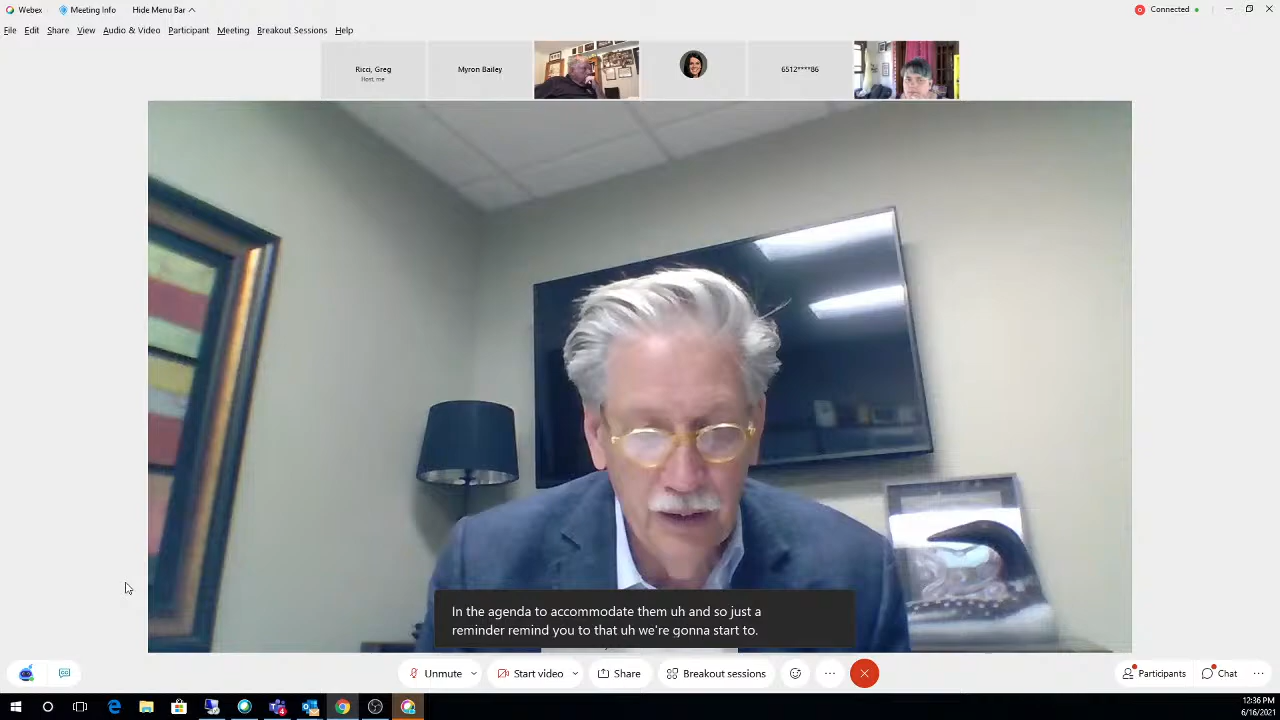 Webex Meeting Info Hide Menu Bar Connected
File Edit Share View Audio & Video Participant Meeting Breakout Sessions Help
Ricci, Greg
Host, me
Myron Bailey
6512****86
In the agenda to accommodate them uh and so just a
reminder remind you to that uh we're gonna start to.
Unmute Start video Share Breakout sessions Participants Chat
12:36 PM
6/16/2021